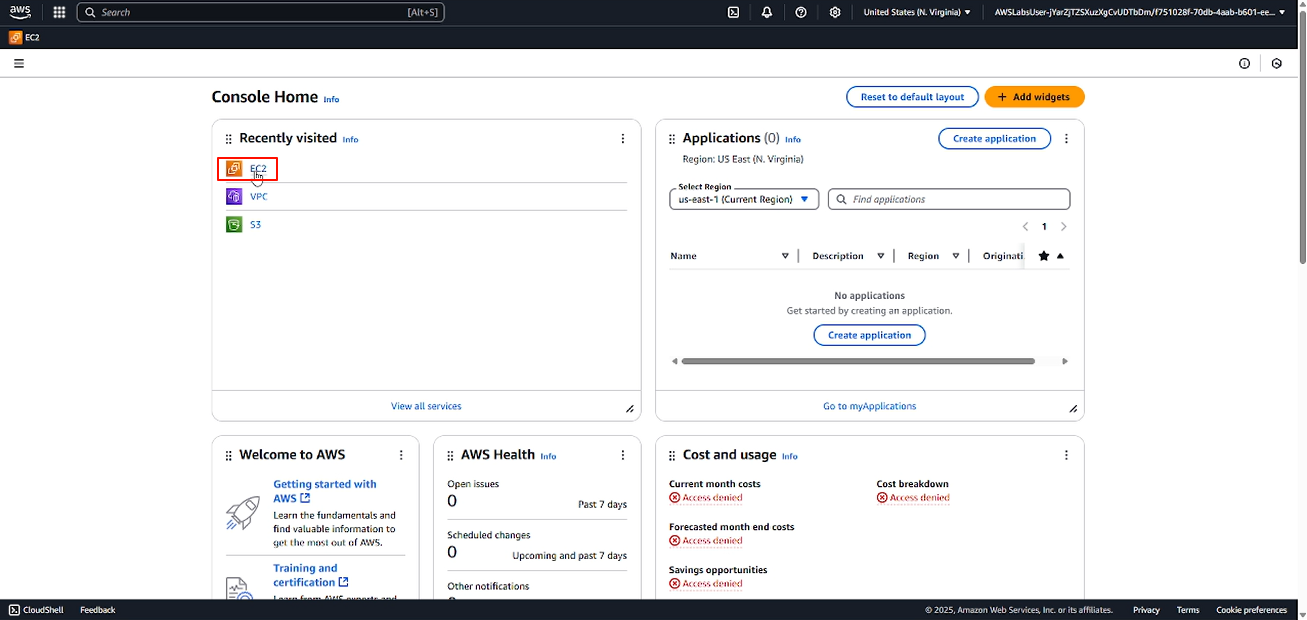 aws
Search [Alt+S]
United States (N. Virginia)
AWSLabsUser-jYarZjTZSXuzXgCvUDTbDm/f751028f-70db-4aab-b601-ee...
EC2
Console Home Info
Reset to default layout
+ Add widgets
Recently visited Info
EC2
VPC
S3
View all services
Applications (0) Info
Create application
Region: US East (N. Virginia)
Select Region
us-east-1 (Current Region)
Find applications
1
Name Description Region Originati
No applications
Get started by creating an application.
Create application
Go to myApplications
Welcome to AWS
Getting started with
AWS
Learn the fundamentals and
find valuable information to
get the most out of AWS.
Training and
certification
Learn from AWS experts and
AWS Health Info
Open issues
0
Past 7 days
Scheduled changes
0
Upcoming and past 7 days
Other notifications
Cost and usage Info
Current month costs
Access denied
Forecasted month end costs
Access denied
Savings opportunities
Access denied
Cost breakdown
Access denied
CloudShell Feedback
© 2025, Amazon Web Services, Inc. or its affiliates. Privacy Terms Cookie preferences